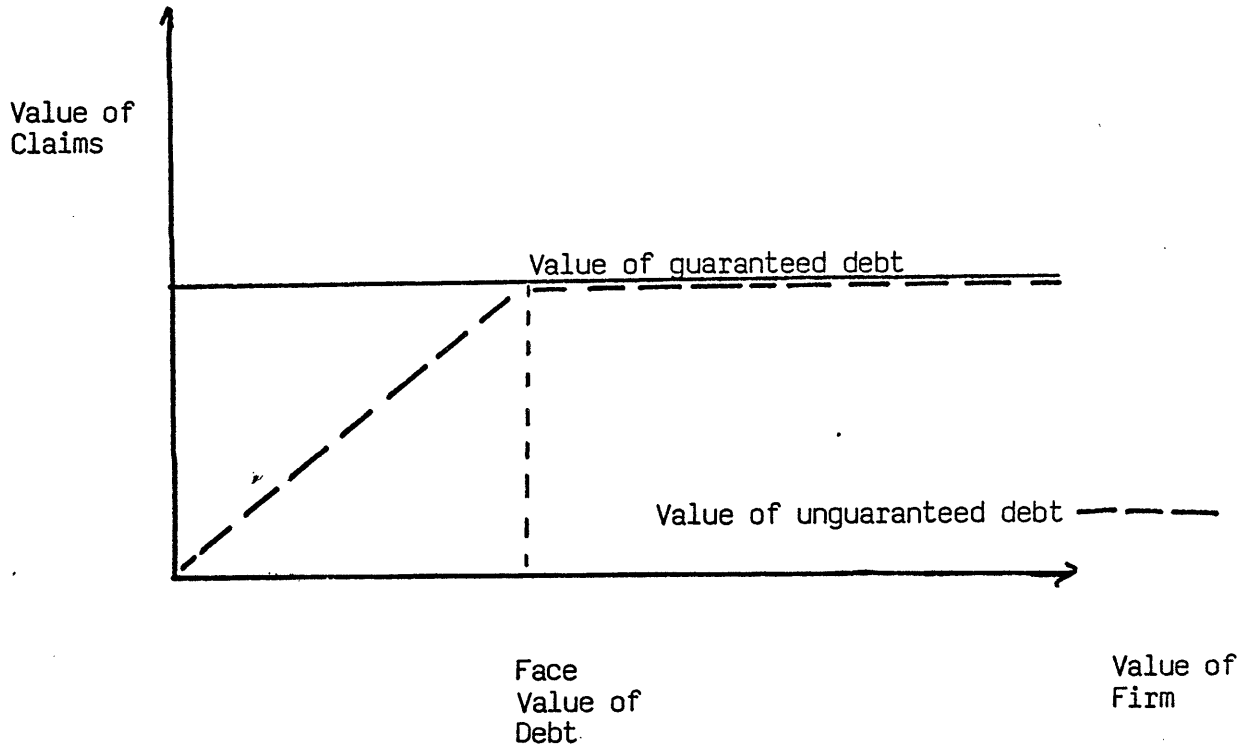 Value of
Claims
Value of guaranteed debt
Value of unguaranteed debt
Face
Value of
Debt
Value of
Firm